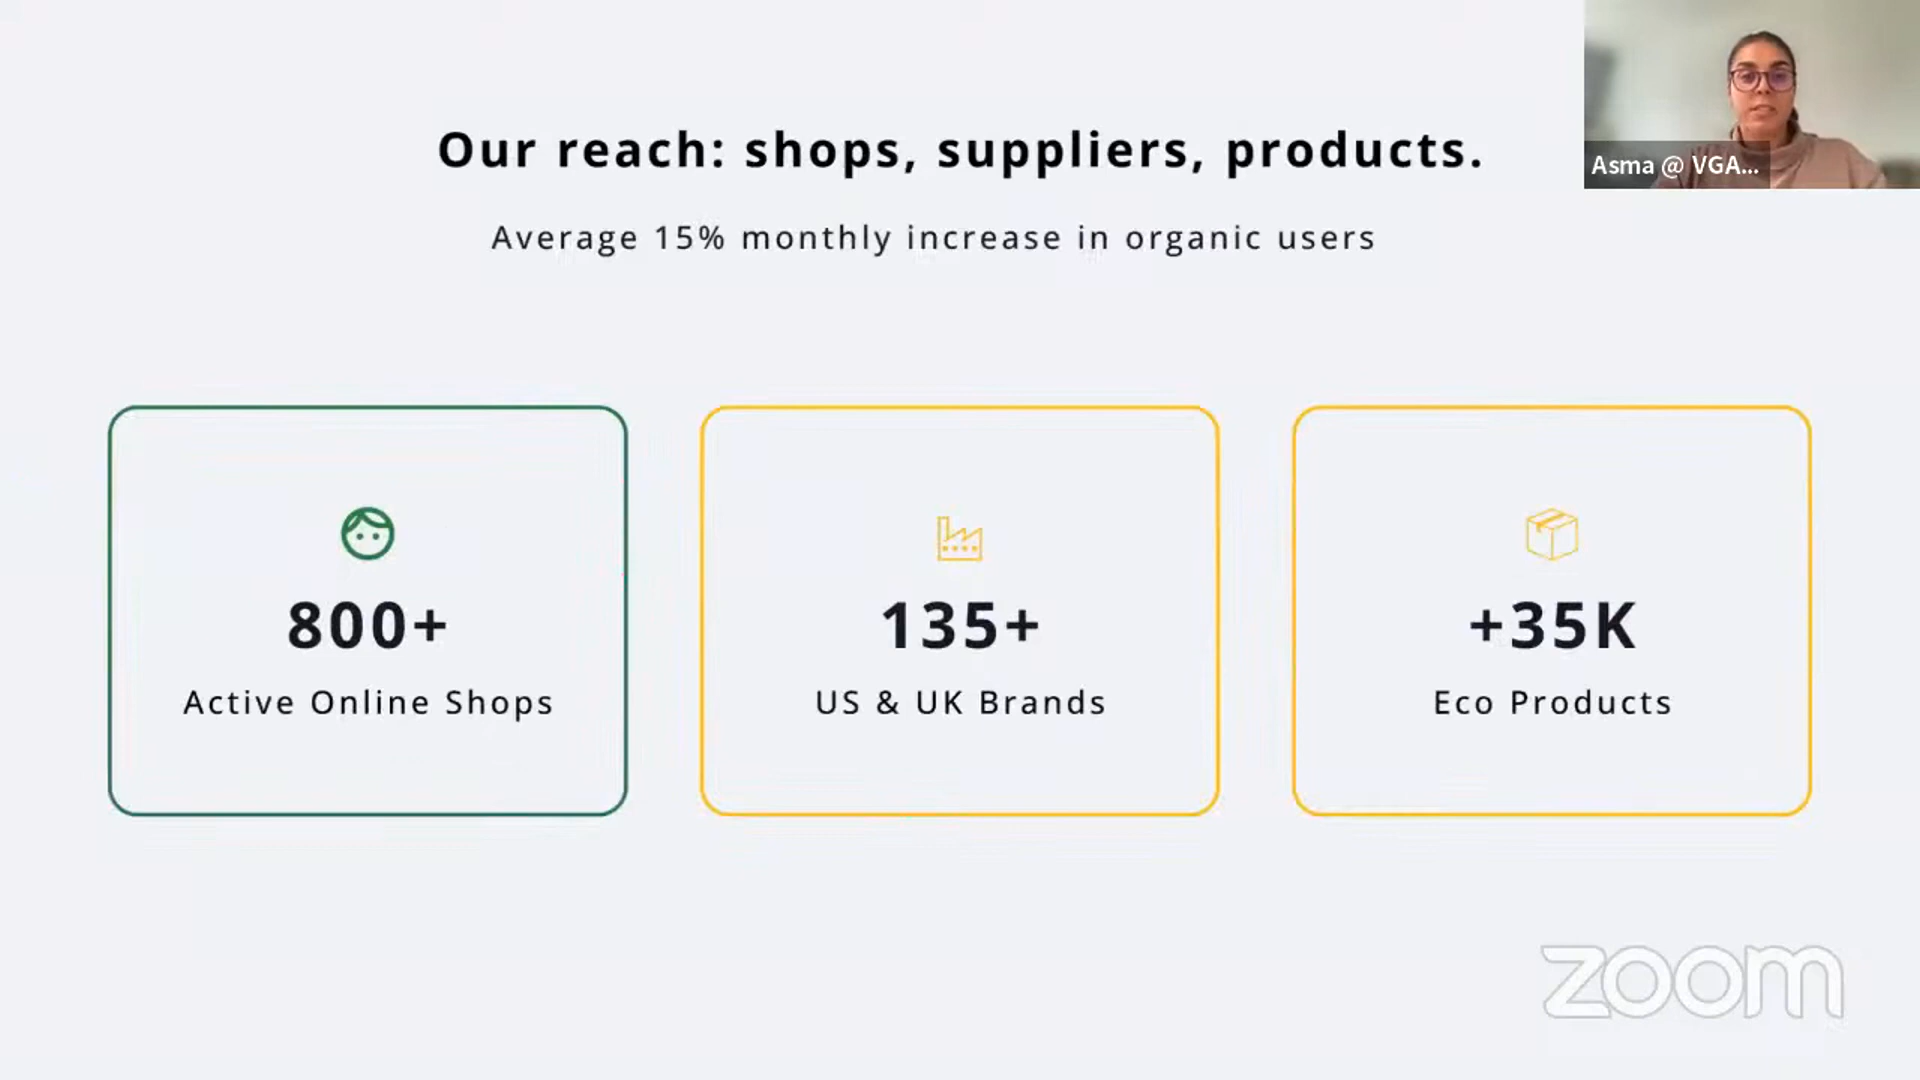 Our reach: shops, suppliers, products.
Asma @ VGA...
Average 15% monthly increase in organic users
800+
Active Online Shops
135+
US & UK Brands
+35K
Eco Products
zoom